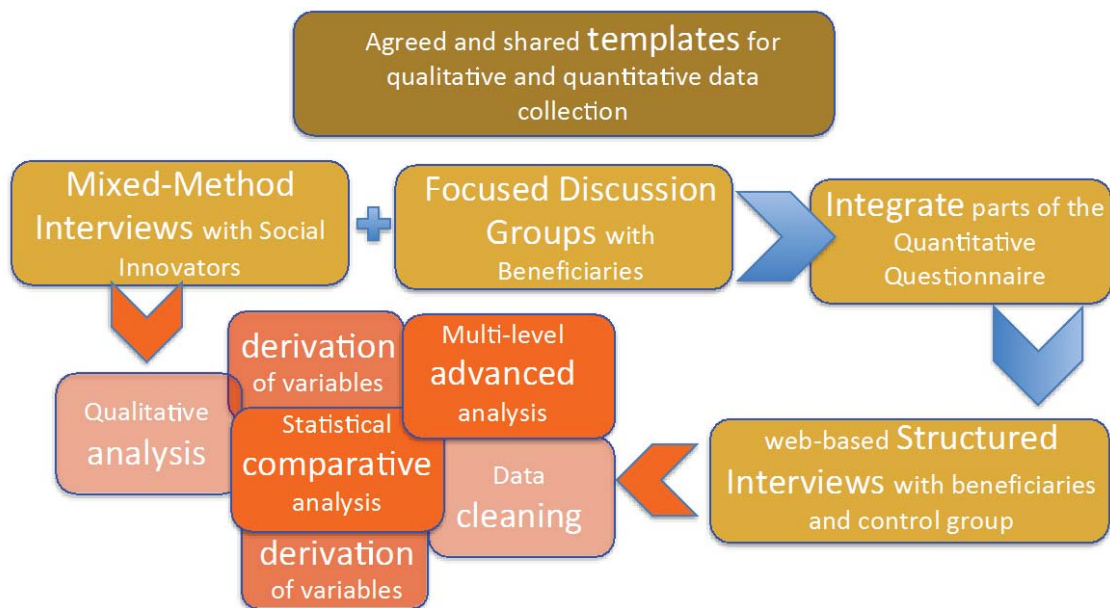 Agreed and shared templates for
qualitative and quantitative data
collection
Mixed-Method
Interviews with Social
Innovators
Focused Discussion
Groups with
Beneficiaries
Integrate parts of the
Quantitative
Questionnaire
derivation
of variables
Multi-level
advanced
analysis
Qualitative
analysis
Statistical
comparative
analysis
Data
cleaning
derivation
of variables
web-based Structured
Interviews with beneficiaries
and control group